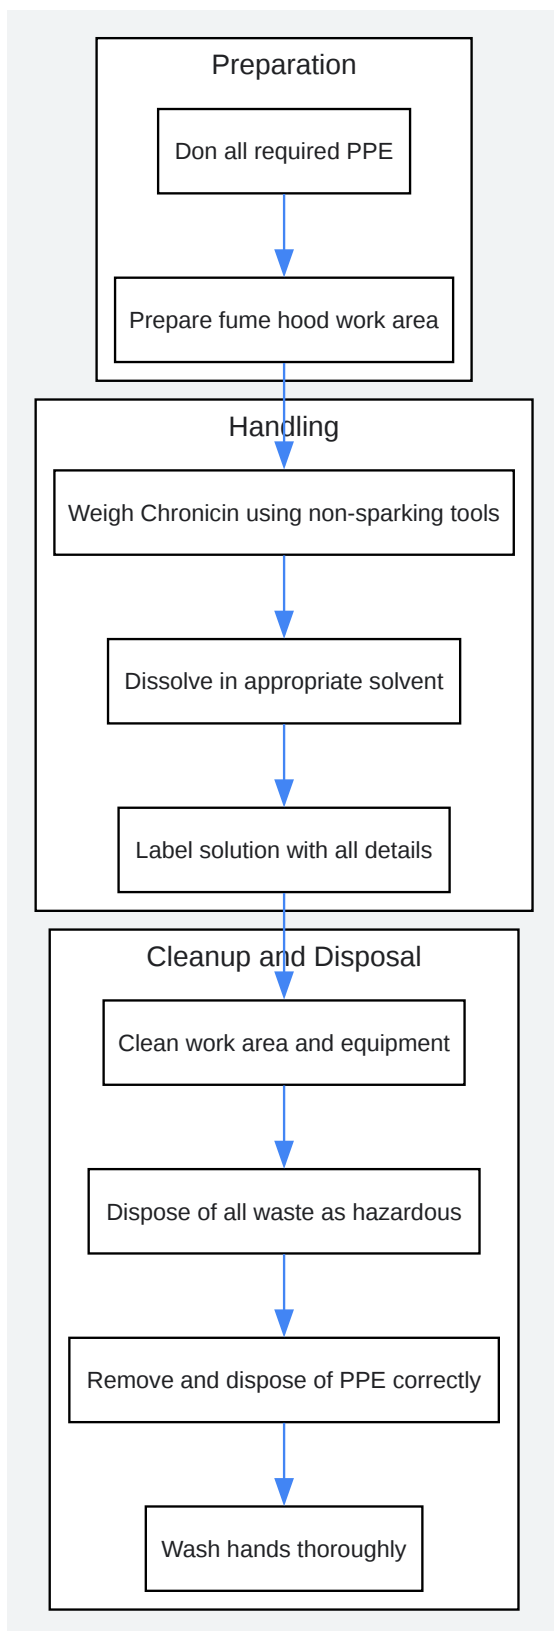 Preparation
Don all required PPE
Prepare fume hood work area
Handling
Weigh Chronicin using non-sparking tools
Dissolve in appropriate solvent
Label solution with all details
Cleanup and Disposal
Clean work area and equipment
Dispose of all waste as hazardous
Remove and dispose of PPE correctly
Wash hands thoroughly